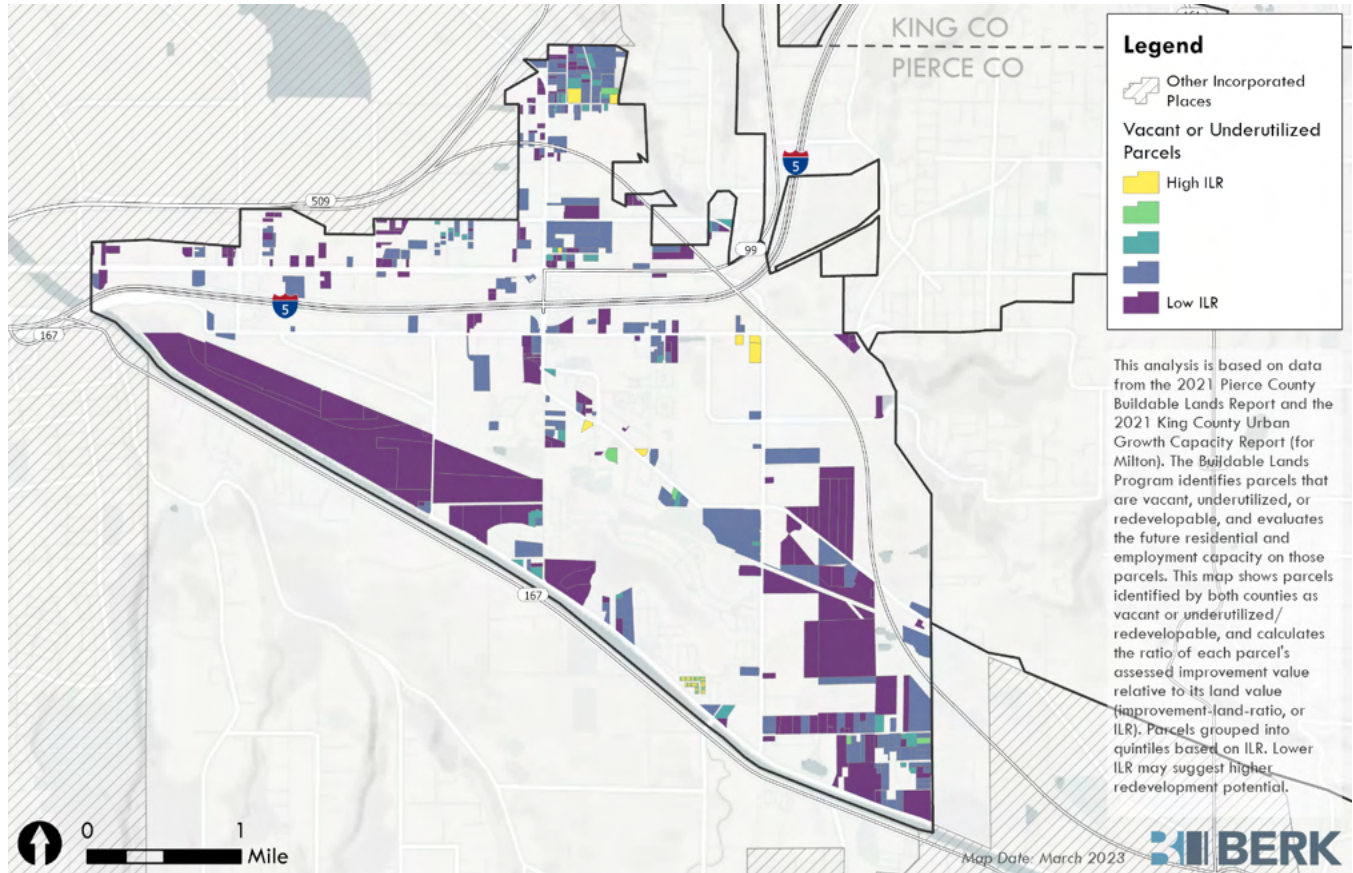 KING CO
PIERCE CO
Legend
Other Incorporated
Places
Vacant or Underutilized
Parcels
High ILR
Low ILR
5
509
99
5
167
167
This analysis is based on data
from the 2021 Pierce County
Buildable Lands Report and the
2021 King County Urban
Growth Capacity Report (for
Milton). The Buildable Lands
Program identifies parcels that
are vacant, underutilized, or
redevelopable, and evaluates
the future residential and
employment capacity on those
parcels. This map shows parcels
identified by both counties as
vacant or underutilized/
redevelopable, and calculates
the ratio of each parcel's
assessed improvement value
relative to its land value
(improvement-land-ratio, or
ILR). Parcels grouped into
quintiles based on ILR. Lower
ILR may suggest higher
redevelopment potential.
0 1
Mile
Map Date: March 2023
BERK